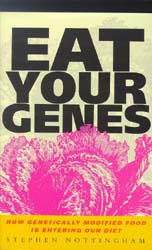 EAT
YOUR
GENES
HOW GENETICALLY MODIFIED FOOD
IS ENTERING OUR DIET
STEPHEN NOTTINGHAM